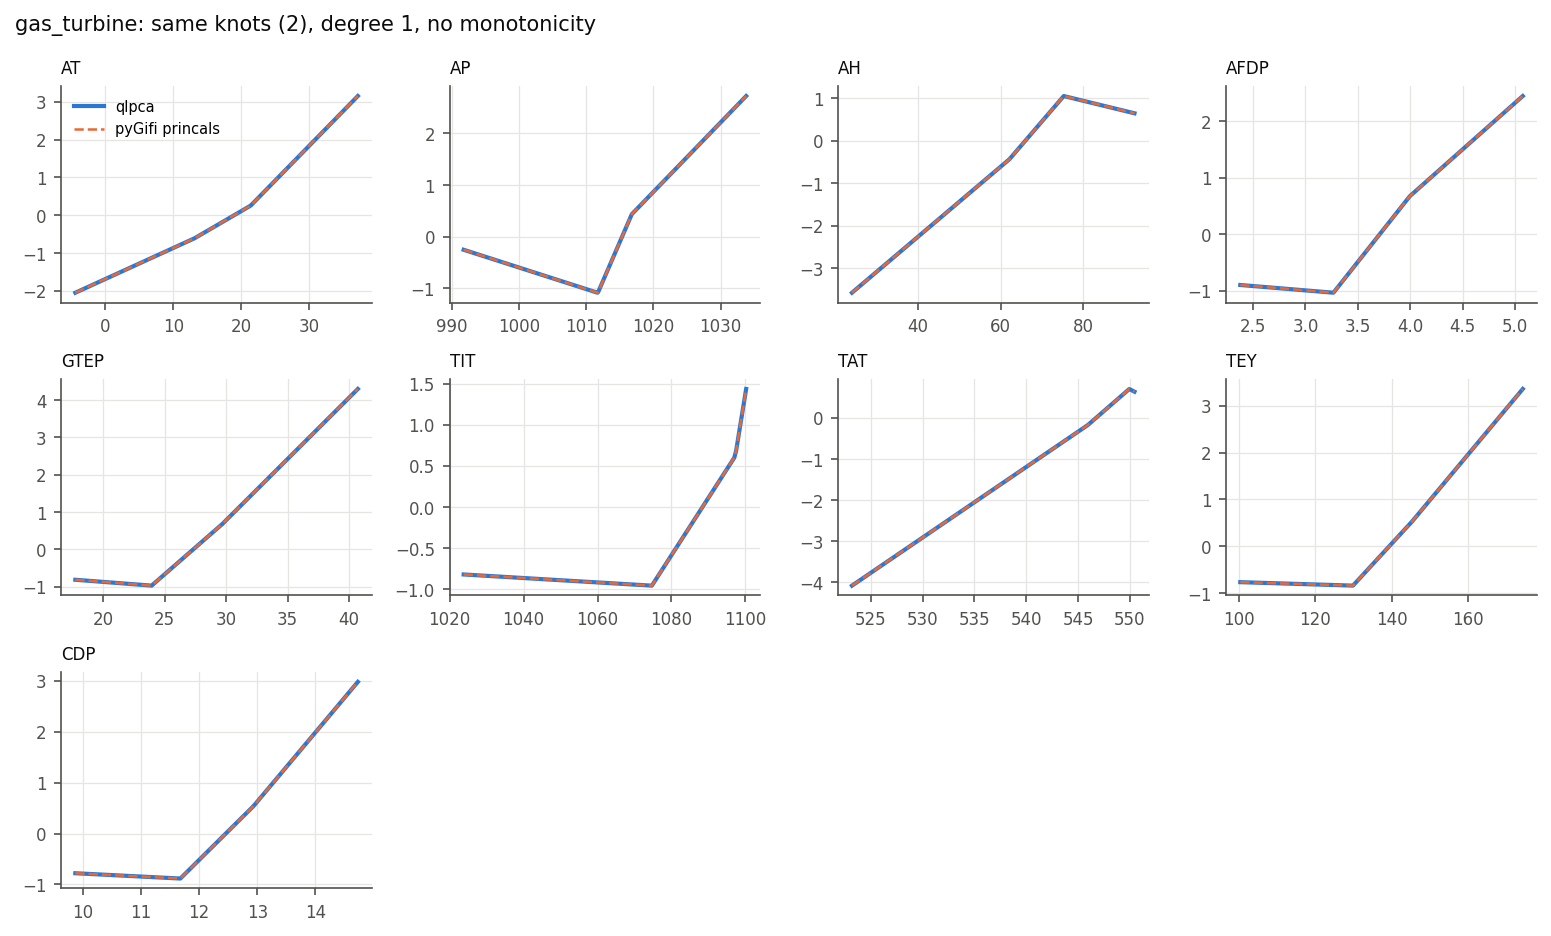 gas_turbine: same knots (2), degree 1, no monotonicity
AT
AP
AH
AFDP
qlpca
pyGifi princals
3
2
1
0
−1
−2
0 10 20 30
2
1
0
−1
990 1000 1010 1020 1030
1
0
−1
−2
−3
40 60 80
2
1
0
−1
2.5 3.0 3.5 4.0 4.5 5.0
GTEP
TIT
TAT
TEY
4
3
2
1
0
−1
20 25 30 35 40
1.5
1.0
0.5
0.0
−0.5
−1.0
1020 1040 1060 1080 1100
0
−1
−2
−3
−4
525 530 535 540 545 550
3
2
1
0
−1
100 120 140 160
CDP
3
2
1
0
−1
10 11 12 13 14